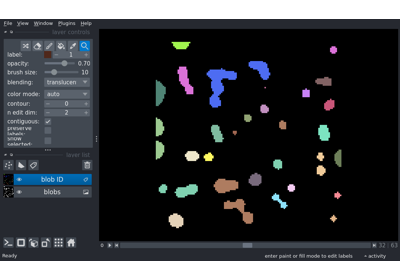 File View Window Plugins Help
layer controls
label: 1
opacity: 0.70
brush size: 10
blending: translucen
color mode: auto
contour: 0
n edit dim: 2
contiguous:
preserve labels:
show selected:
layer list
blob ID
blobs
0 32 63
Ready enter paint or fill mode to edit labels activity